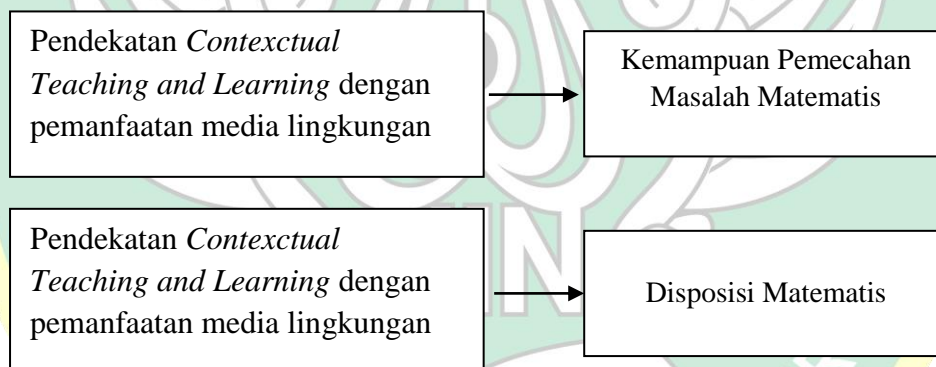 Pendekatan Contexctual
Teaching and Learning dengan
pemanfaatan media lingkungan
Kemampuan Pemecahan
Masalah Matematis
Pendekatan Contexctual
Teaching and Learning dengan
pemanfaatan media lingkungan
Disposisi Matematis